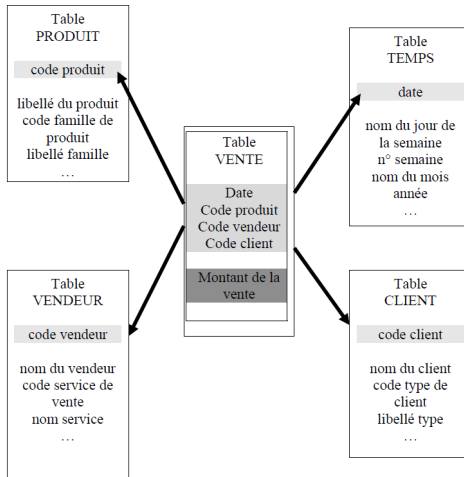 Table
PRODUIT
code produit
libellé du produit
code famille de
produit
libellé famille
…
Table
TEMPS
date
nom du jour de
la semaine
n° semaine
nom du mois
année
…
Table
VENTE
Date
Code produit
Code vendeur
Code client
Montant de la
vente
Table
VENDEUR
code vendeur
nom du vendeur
code service de
vente
nom service
…
Table
CLIENT
code client
nom du client
code type de
client
libellé type
…